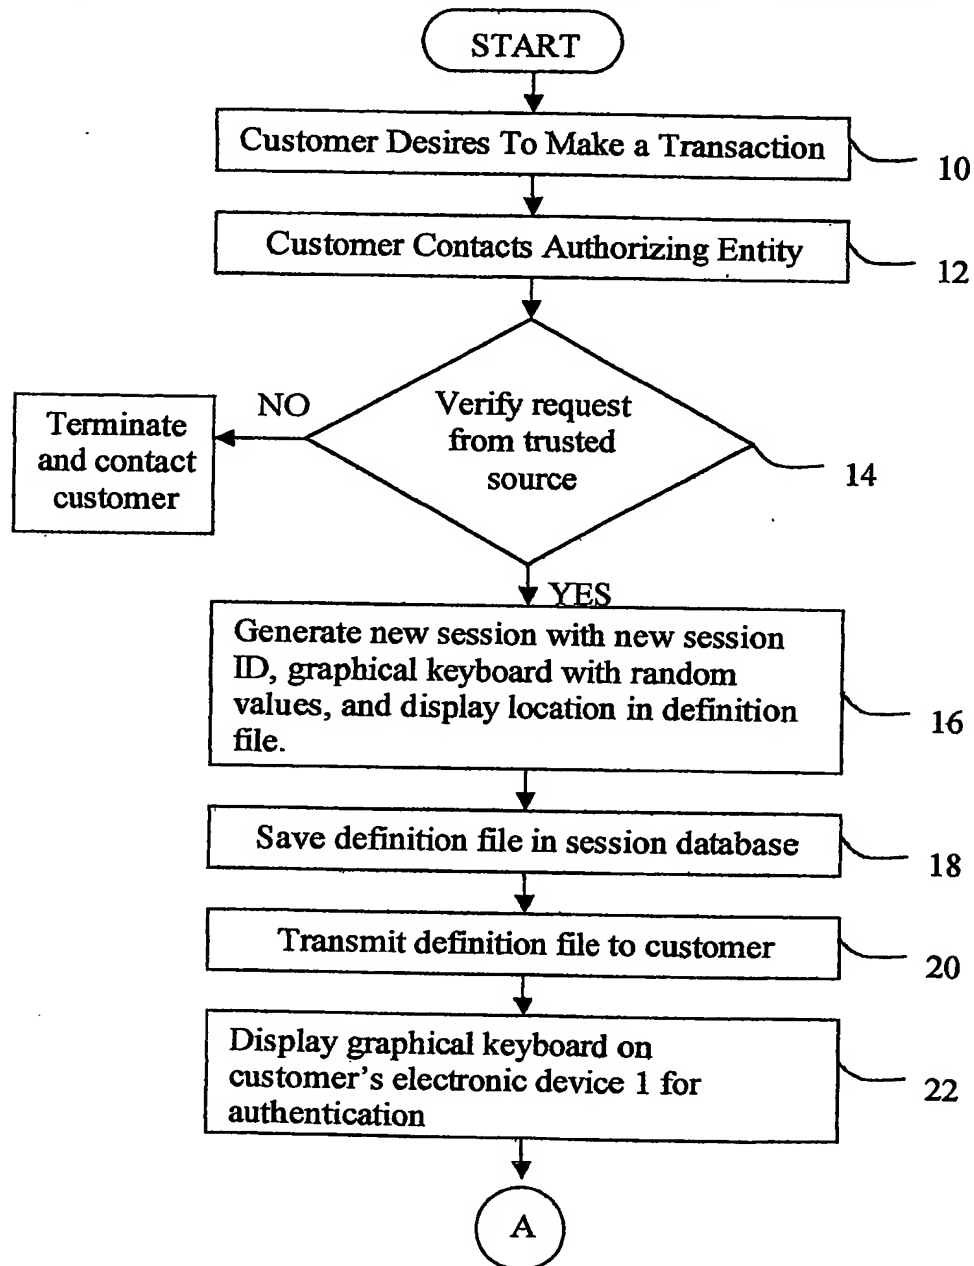 START
Customer Desires To Make a Transaction
10
Customer Contacts Authorizing Entity
12
Verify request
from trusted
source
14
NO
Terminate
and contact
customer
YES
Generate new session with new session
ID, graphical keyboard with random
values, and display location in definition
file.
16
Save definition file in session database
18
Transmit definition file to customer
20
Display graphical keyboard on
customer's electronic device 1 for
authentication
22
A